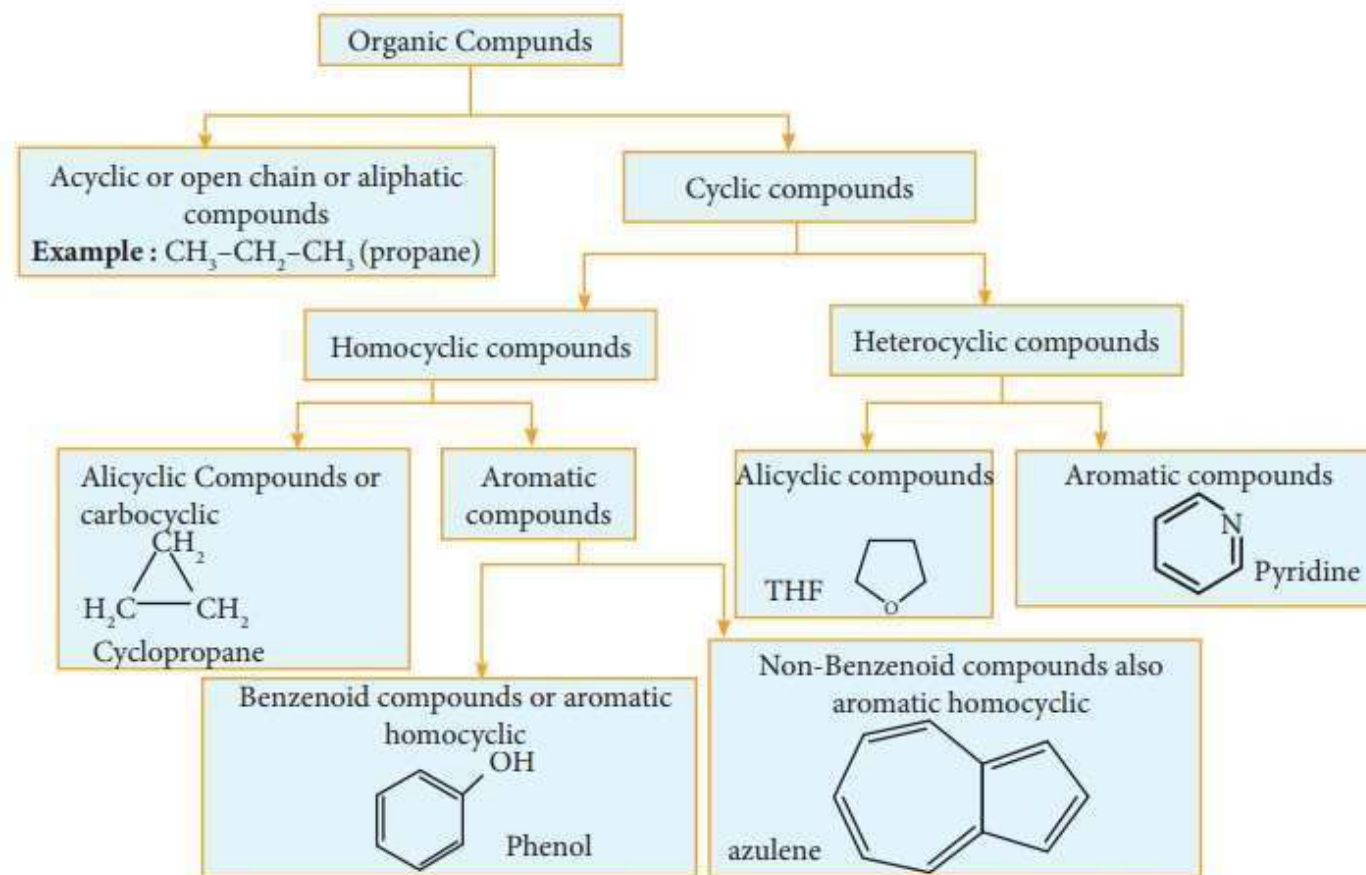 Organic Compunds
Acyclic or open chain or aliphatic
compounds
Example : CH₃–CH₂–CH₃ (propane)
Cyclic compounds
Homocyclic compounds
Heterocyclic compounds
Alicyclic Compounds or
carbocyclic
CH₂
H₂C CH₂
Cyclopropane
Aromatic
compounds
Alicyclic compounds
THF
O
Aromatic compounds
N
Pyridine
Benzenoid compounds or aromatic
homocyclic
OH
Phenol
Non-Benzenoid compounds also
aromatic homocyclic
azulene